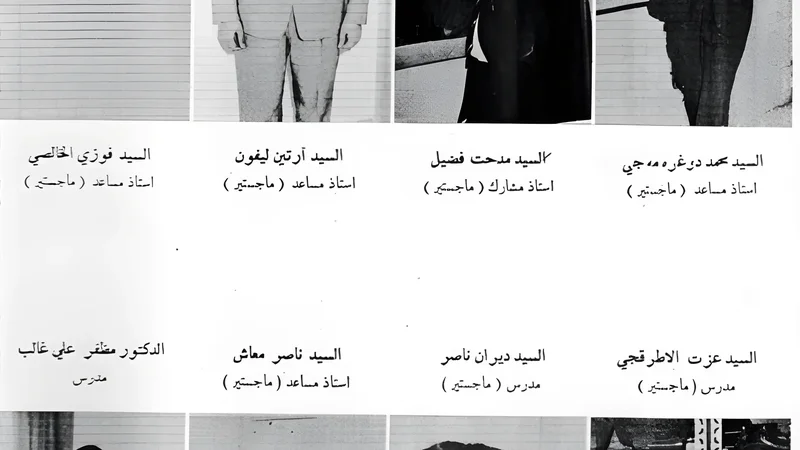 السيد محمد دوغرمه جي
استاذ مساعد (ماجستير)
السيد مدحت فضيل
استاذ مشارك (ماجستير)
السيد آرتين ليفون
استاذ مساعد (ماجستير)
السيد فوزي الخالصي
استاذ مساعد (ماجستير)
السيد عزت الاطرقجي
مدرس (ماجستير)
السيد ديران ناصر
مدرس (ماجستير)
السيد ناصر معاش
استاذ مساعد (ماجستير)
الدكتور مظفر علي غالب
مدرس